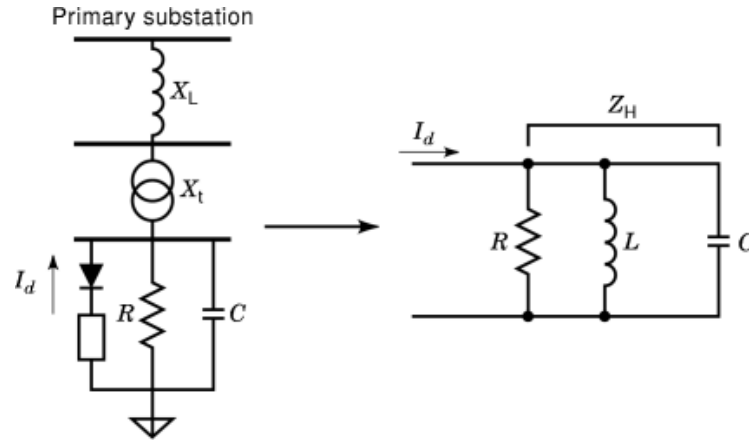 Primary substation
X_L
X_t
I_d
R
C
I_d
Z_H
R
L
C